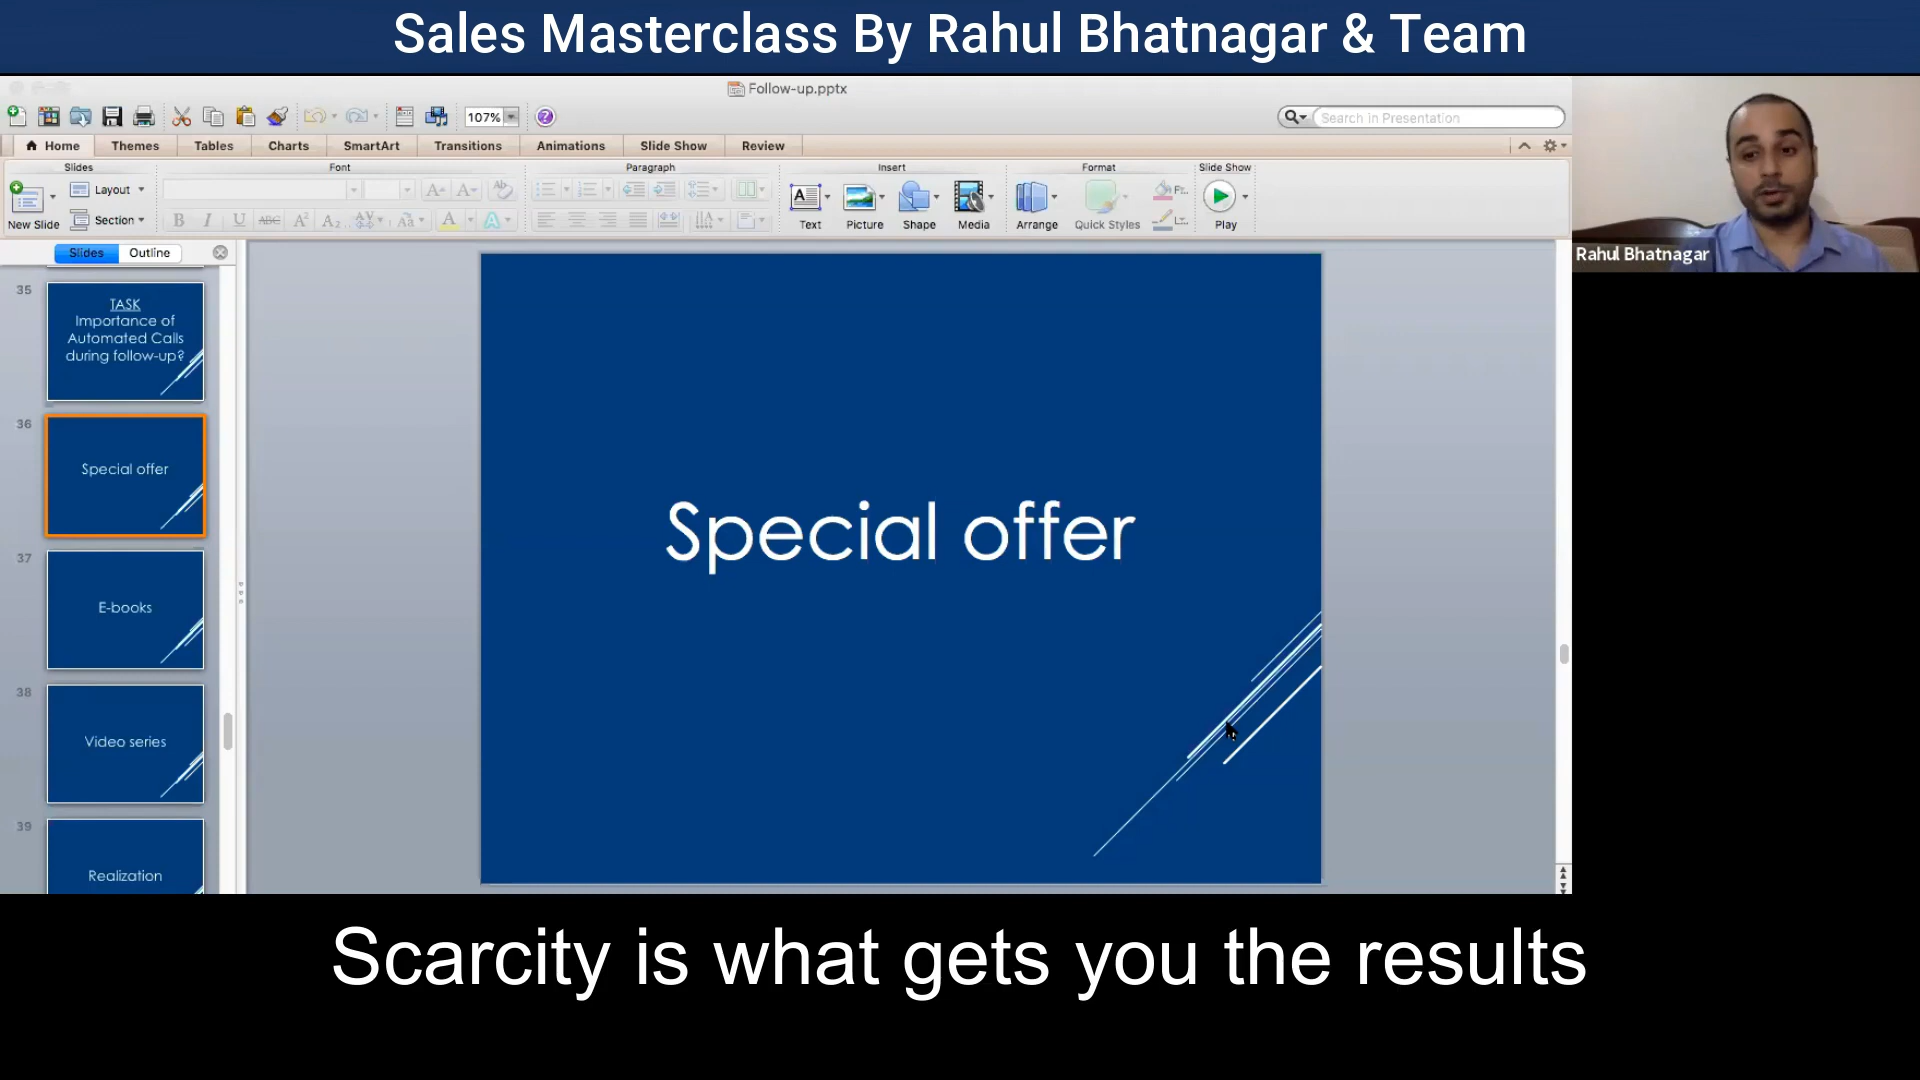 Sales Masterclass By Rahul Bhatnagar & Team
Follow-up.pptx
107%
Search in Presentation
Home Themes Tables Charts SmartArt Transitions Animations Slide Show Review
Slides Font Paragraph Insert Format Slide Show
Layout
Section
New Slide
Text Picture Shape Media Arrange Quick Styles Play
Rahul Bhatnagar
Slides Outline
35
TASK
Importance of
Automated Calls
during follow-up?
36
Special offer
37
E-books
38
Video series
39
Realization
Special offer
Scarcity is what gets you the results